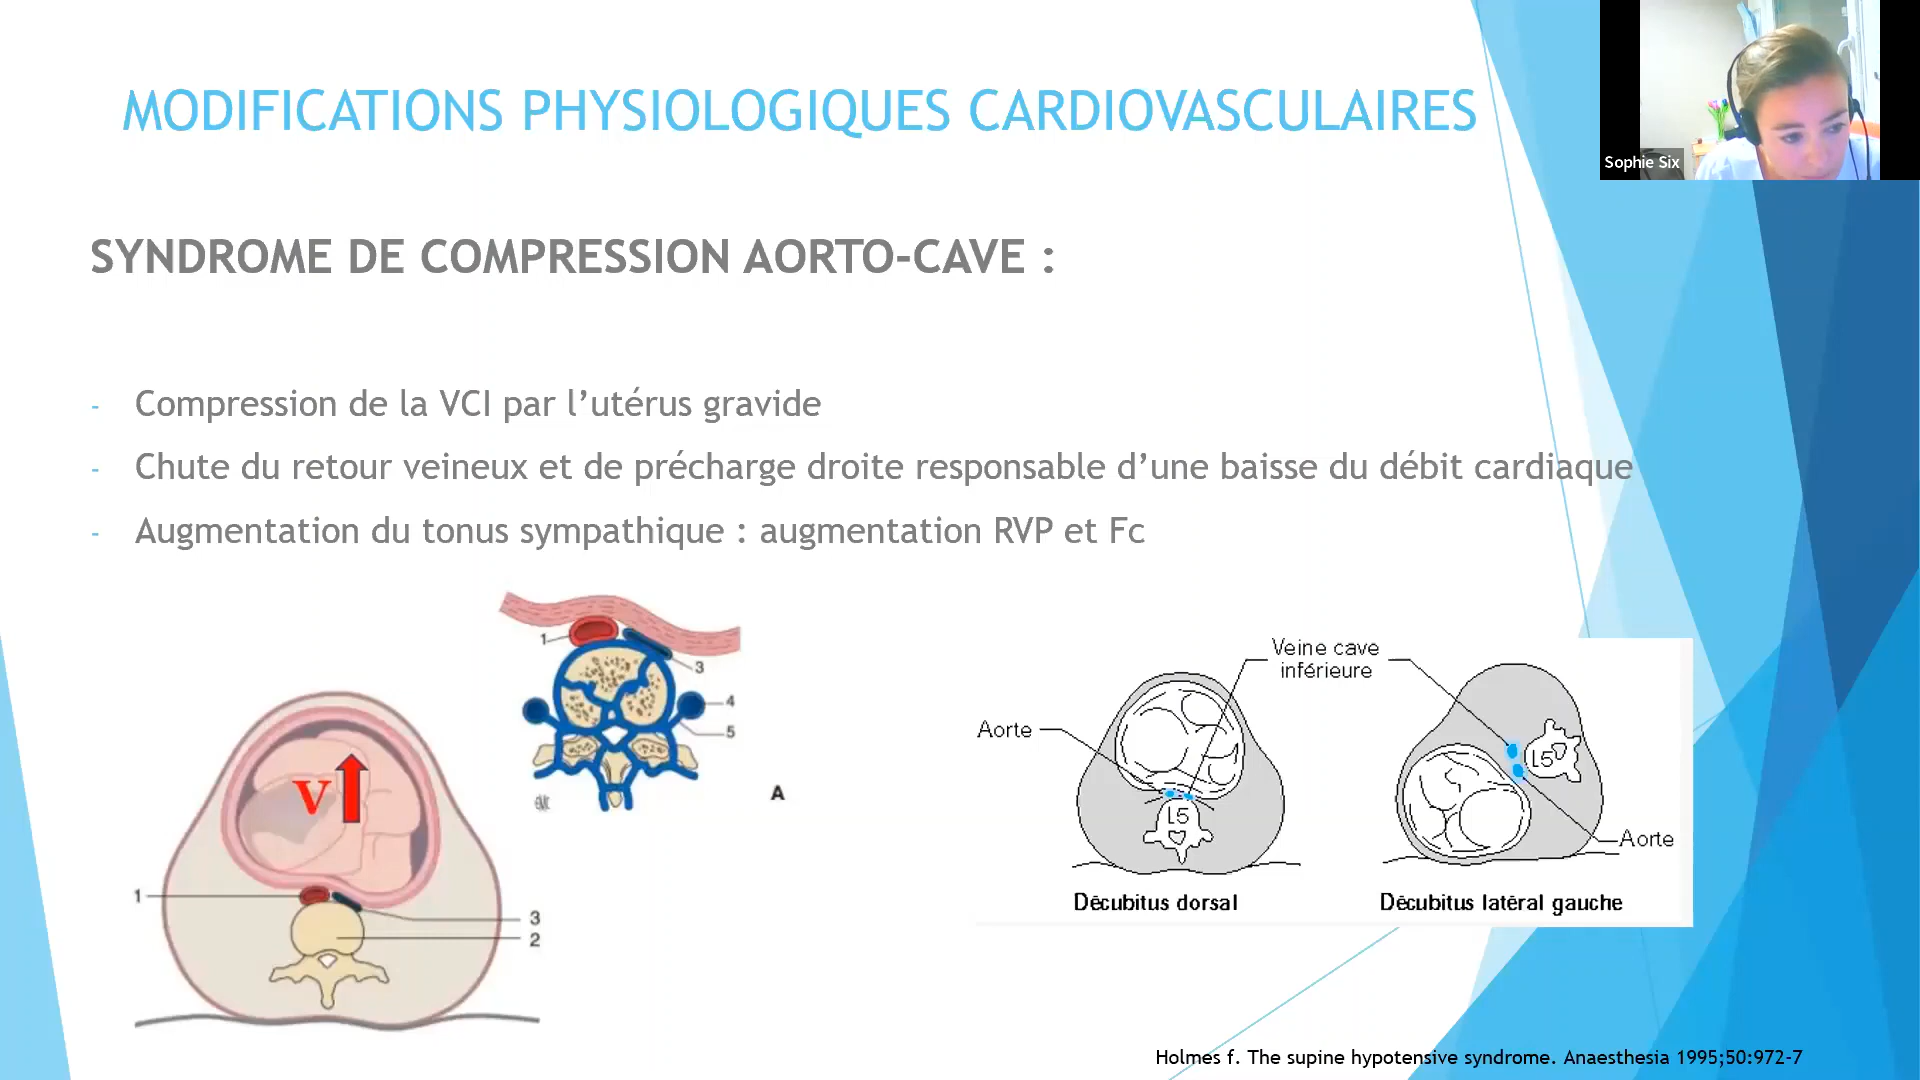 MODIFICATIONS PHYSIOLOGIQUES CARDIOVASCULAIRES
Sophie Six
SYNDROME DE COMPRESSION AORTO-CAVE :
- Compression de la VCI par l’utérus gravide
- Chute du retour veineux et de précharge droite responsable d’une baisse du débit cardiaque
- Augmentation du tonus sympathique : augmentation RVP et Fc
1
3
4
5
A
V
1
3
2
Veine cave
inférieure
Aorte
L5
L5
Aorte
Décubitus dorsal
Décubitus latéral gauche
Holmes f. The supine hypotensive syndrome. Anaesthesia 1995;50:972-7